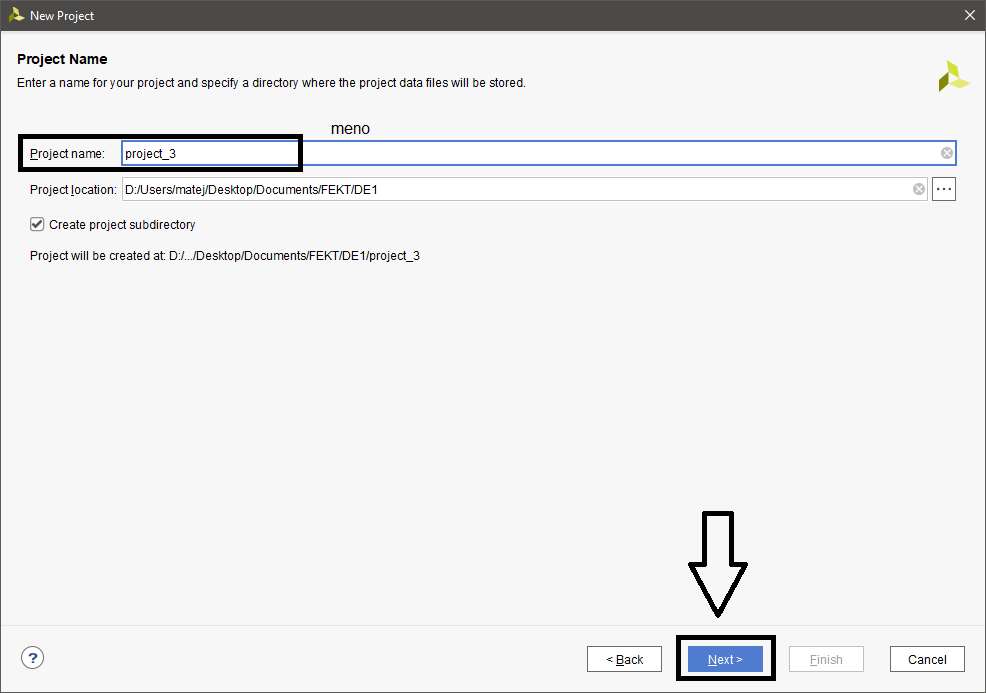 New Project
Project Name
Enter a name for your project and specify a directory where the project data files will be stored.
meno
Project name: project_3
Project location: D:/Users/matej/Desktop/Documents/FEKT/DE1 ...
Create project subdirectory
Project will be created at: D:/.../Desktop/Documents/FEKT/DE1/project_3
? < Back Next > Finish Cancel